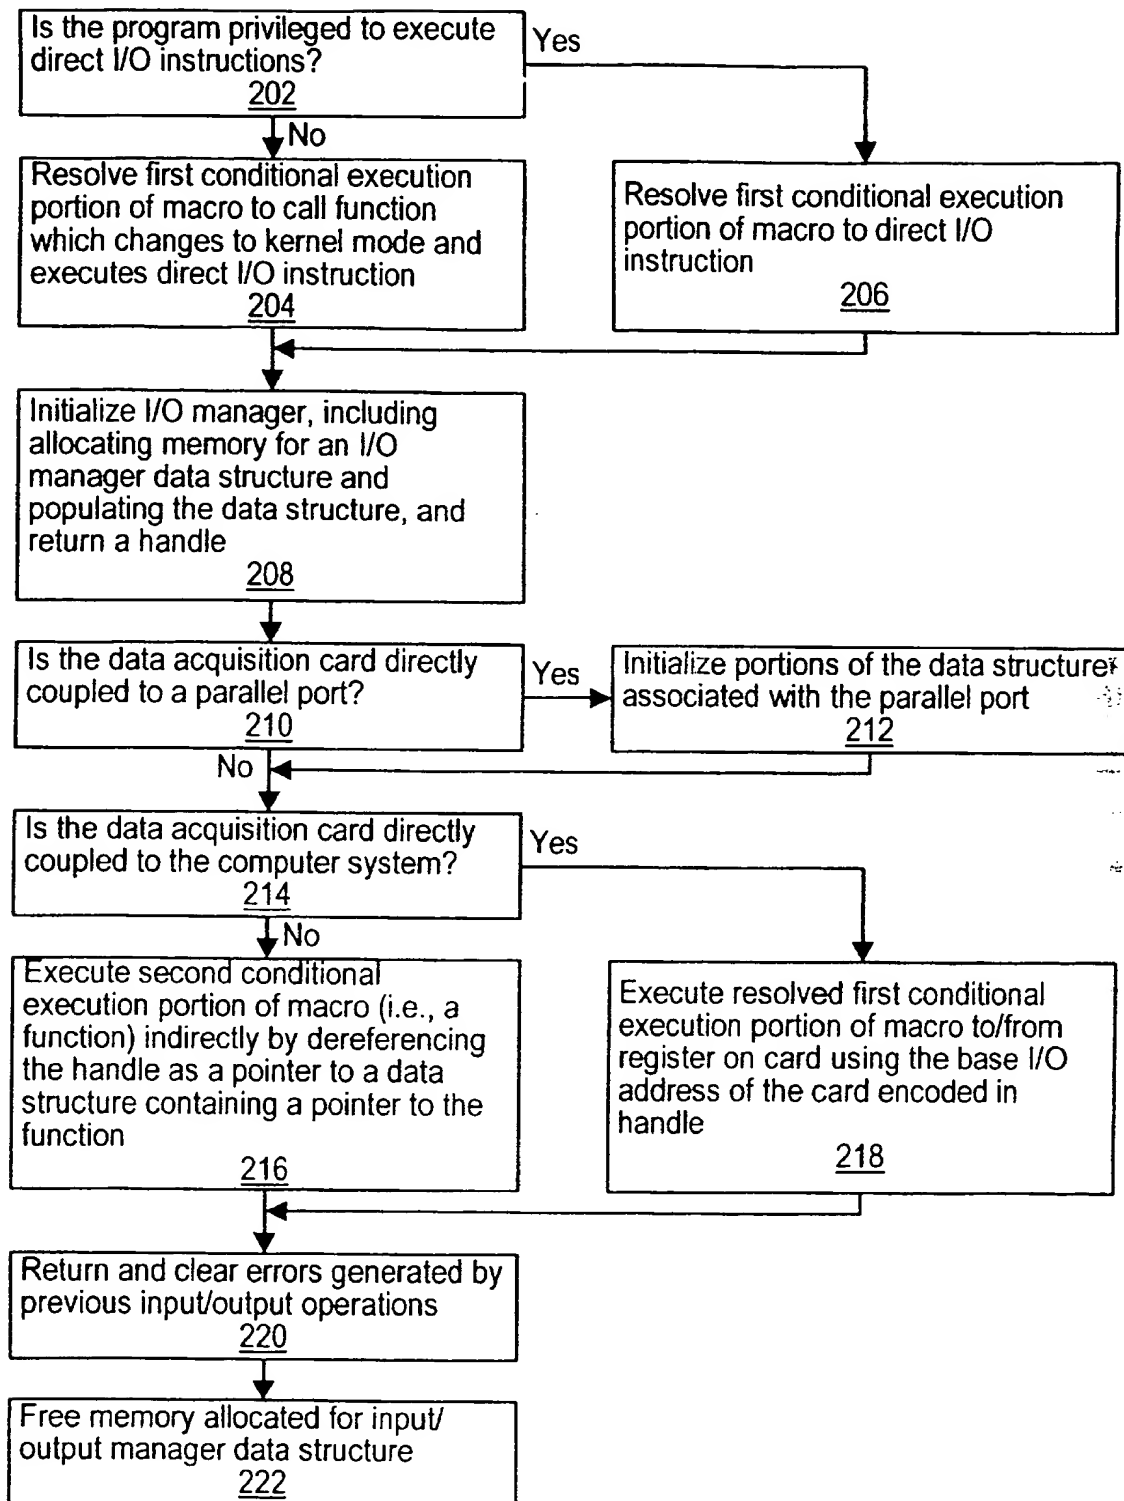 Is the program privileged to execute
direct I/O instructions?
202
Yes
No
Resolve first conditional execution
portion of macro to call function
which changes to kernel mode and
executes direct I/O instruction
204
Resolve first conditional execution
portion of macro to direct I/O
instruction
206
Initialize I/O manager, including
allocating memory for an I/O
manager data structure and
populating the data structure, and
return a handle
208
Is the data acquisition card directly
coupled to a parallel port?
210
Yes
Initialize portions of the data structure
associated with the parallel port
212
No
Is the data acquisition card directly
coupled to the computer system?
214
Yes
No
Execute second conditional
execution portion of macro (i.e., a
function) indirectly by dereferencing
the handle as a pointer to a data
structure containing a pointer to the
function
216
Execute resolved first conditional
execution portion of macro to/from
register on card using the base I/O
address of the card encoded in
handle
218
Return and clear errors generated by
previous input/output operations
220
Free memory allocated for input/
output manager data structure
222